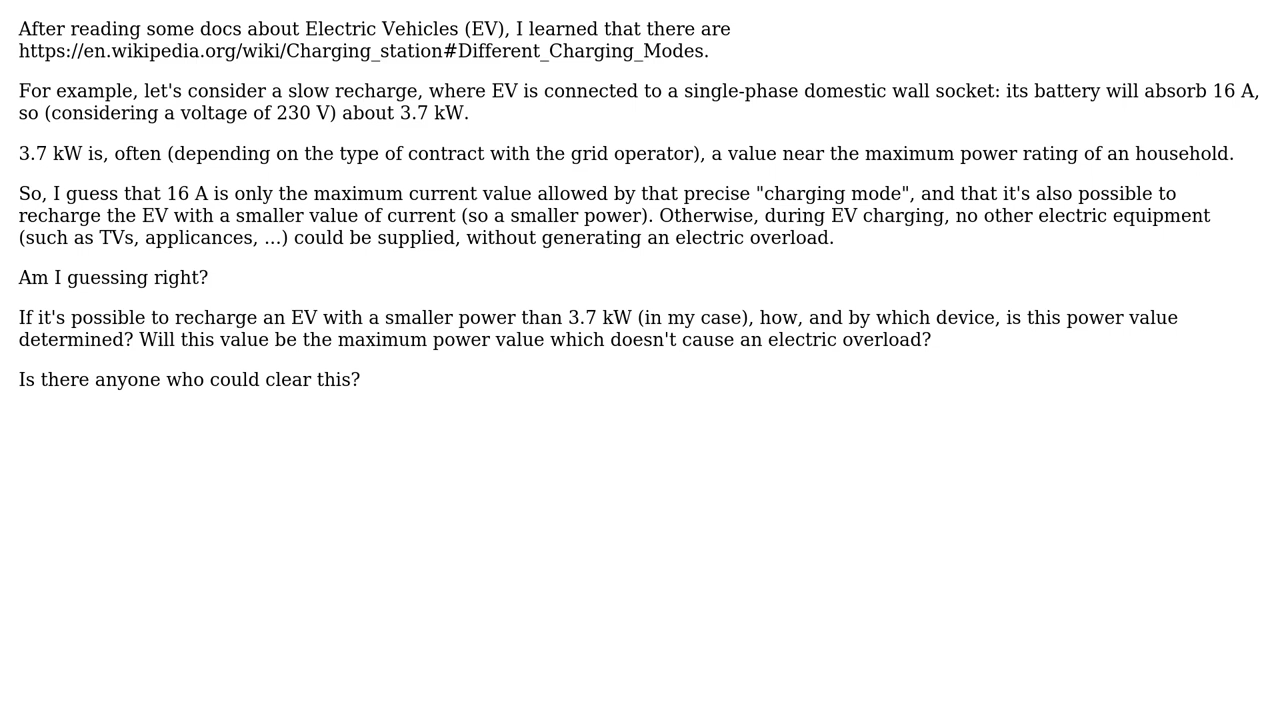 After reading some docs about Electric Vehicles (EV), I learned that there are
https://en.wikipedia.org/wiki/Charging_station#Different_Charging_Modes.
For example, let's consider a slow recharge, where EV is connected to a single-phase domestic wall socket: its battery will absorb 16 A,
so (considering a voltage of 230 V) about 3.7 kW.
3.7 kW is, often (depending on the type of contract with the grid operator), a value near the maximum power rating of an household.
So, I guess that 16 A is only the maximum current value allowed by that precise "charging mode", and that it's also possible to
recharge the EV with a smaller value of current (so a smaller power). Otherwise, during EV charging, no other electric equipment
(such as TVs, applicances, ...) could be supplied, without generating an electric overload.
Am I guessing right?
If it's possible to recharge an EV with a smaller power than 3.7 kW (in my case), how, and by which device, is this power value
determined? Will this value be the maximum power value which doesn't cause an electric overload?
Is there anyone who could clear this?